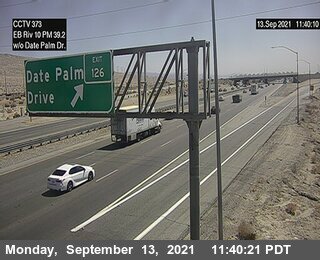 CCTV 373
EB Riv 10 PM 39.2
w/o Date Palm Dr.
13.Sep 2021 11:40:10
EXIT
126
Date Palm
Drive
Monday, September 13, 2021 11:40:21 PDT